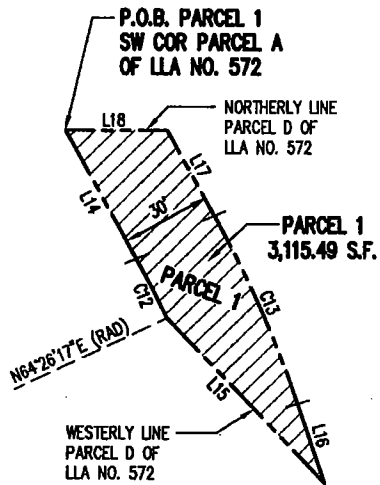 P.O.B. PARCEL 1
SW COR PARCEL A
OF LLA NO. 572
L18
NORTHERLY LINE
PARCEL D OF
LLA NO. 572
L17
L14
30'
PARCEL 1
3,115.49 S.F.
PARCEL 1
C12
C13
N64°26'17"E (RAD)
L15
L16
WESTERLY LINE
PARCEL D OF
LLA NO. 572